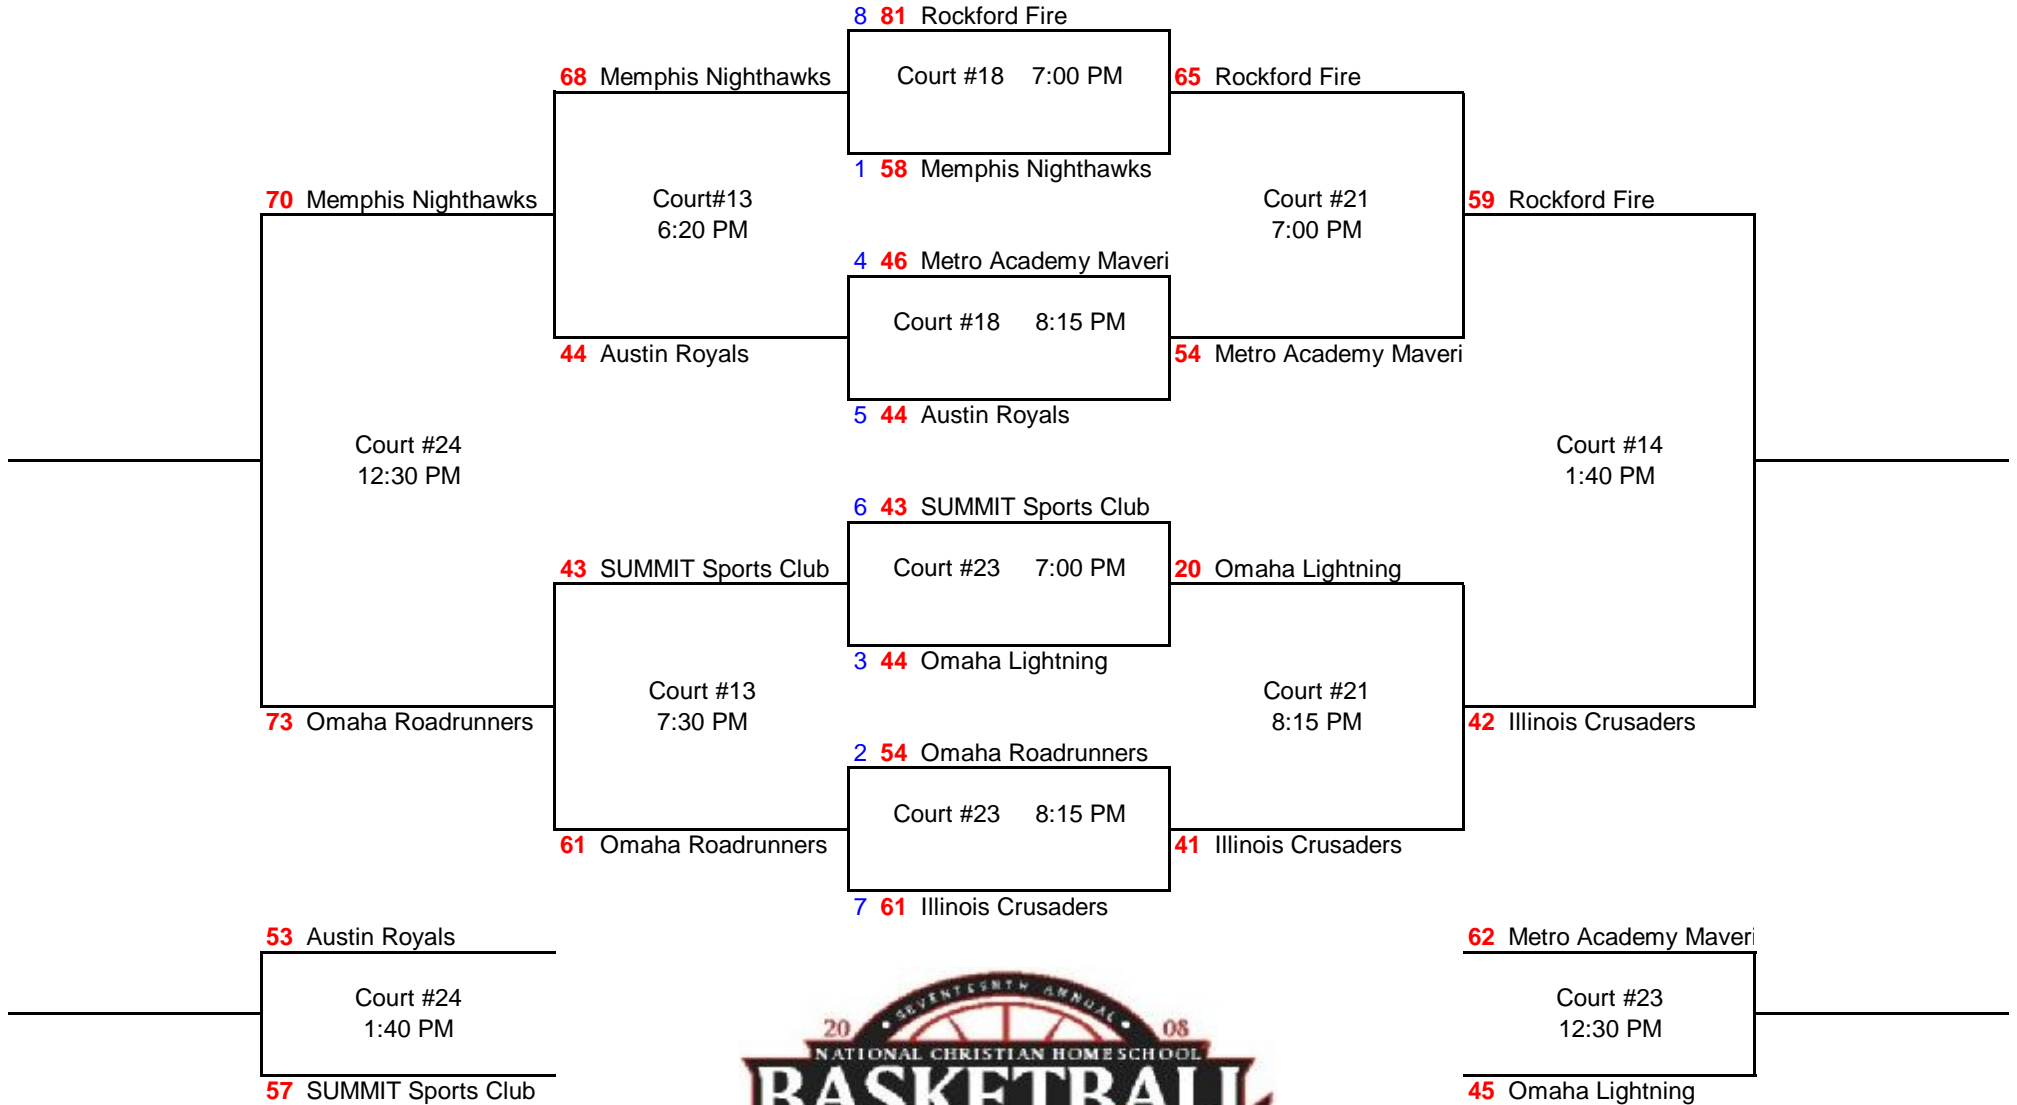 8 81 Rockford Fire
68 Memphis Nighthawks
Court #18 7:00 PM
65 Rockford Fire
1 58 Memphis Nighthawks
70 Memphis Nighthawks
Court#13
6:20 PM
Court #21
7:00 PM
59 Rockford Fire
4 46 Metro Academy Maveri
Court #18 8:15 PM
44 Austin Royals
54 Metro Academy Maveri
5 44 Austin Royals
Court #24
12:30 PM
Court #14
1:40 PM
6 43 SUMMIT Sports Club
43 SUMMIT Sports Club
Court #23 7:00 PM
20 Omaha Lightning
3 44 Omaha Lightning
Court #13
7:30 PM
Court #21
8:15 PM
73 Omaha Roadrunners
42 Illinois Crusaders
2 54 Omaha Roadrunners
Court #23 8:15 PM
61 Omaha Roadrunners
41 Illinois Crusaders
7 61 Illinois Crusaders
53 Austin Royals
62 Metro Academy Maveri
Court #24
1:40 PM
Court #23
12:30 PM
57 SUMMIT Sports Club
45 Omaha Lightning
SEVENTEENTH ANNUAL
20 08
NATIONAL CHRISTIAN HOMESCHOOL
BASKETBALL